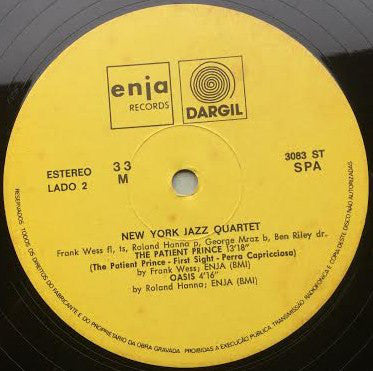 enja
RECORDS
DARGIL
ESTEREO
LADO 2
33
M
3083 ST
SPA
NEW YORK JAZZ QUARTET
Frank Wess fl, ts, Roland Hanna p, George Mraz b, Ben Riley dr.
THE PATIENT PRINCE 13'18"
(The Patient Prince - First Sight - Perra Capricciosa)
by Frank Wess; ENJA (BMI)
OASIS 4'16"
by Roland Hanna; ENJA (BMI)
RESERVADOS TODOS OS DIREITOS DO FABRICANTE E DO PROPRIETÁRIO DA OBRA GRAVADA. PROIBIDAS A EXECUÇÃO PÚBLICA, TRANSMISSÃO RADIOFÓNICA E CÓPIA DESTE DISCO NÃO AUTORIZADAS.